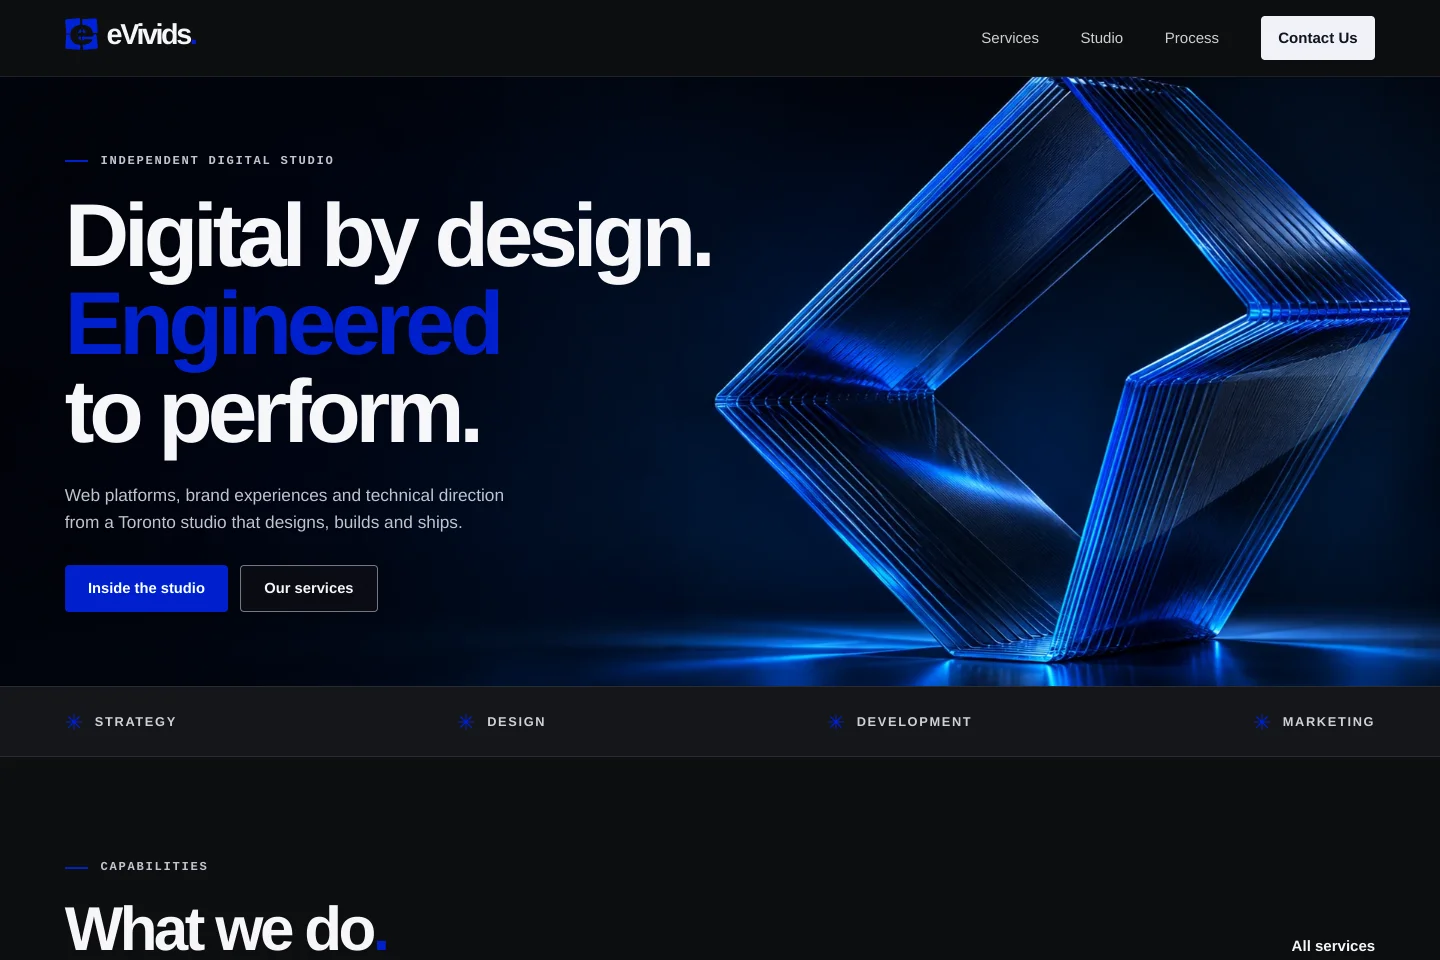 eVivids.
Services
Studio
Process
Contact Us
INDEPENDENT DIGITAL STUDIO
Digital by design.
Engineered
to perform.
Web platforms, brand experiences and technical direction
from a Toronto studio that designs, builds and ships.
Inside the studio
Our services
STRATEGY
DESIGN
DEVELOPMENT
MARKETING
CAPABILITIES
What we do.
All services